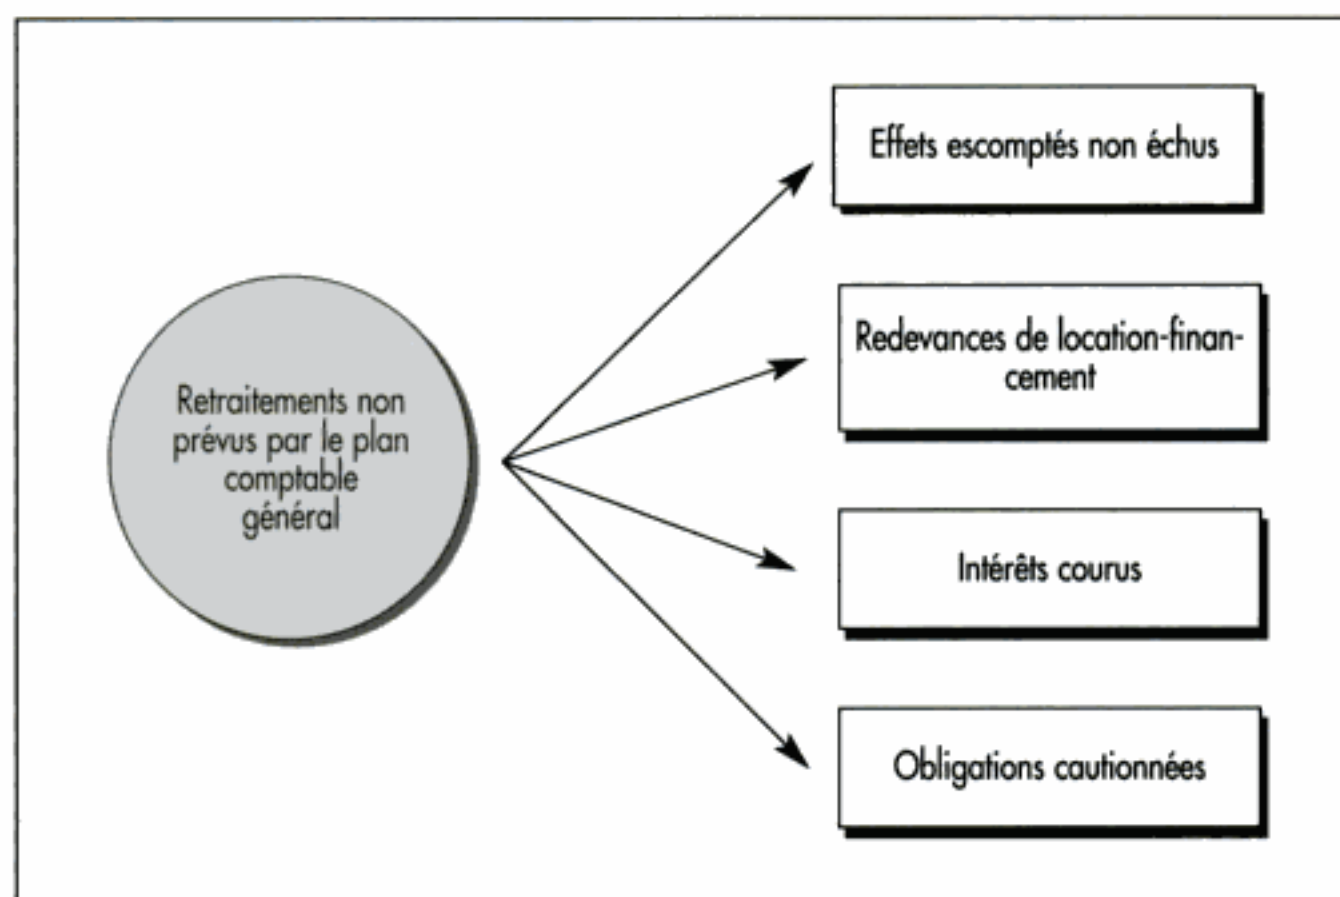 Effets escomptés non échus
Redevances de location-finan-
cement
Retraitements non
prévus par le plan
comptable
général
Intérêts courus
Obligations cautionnées